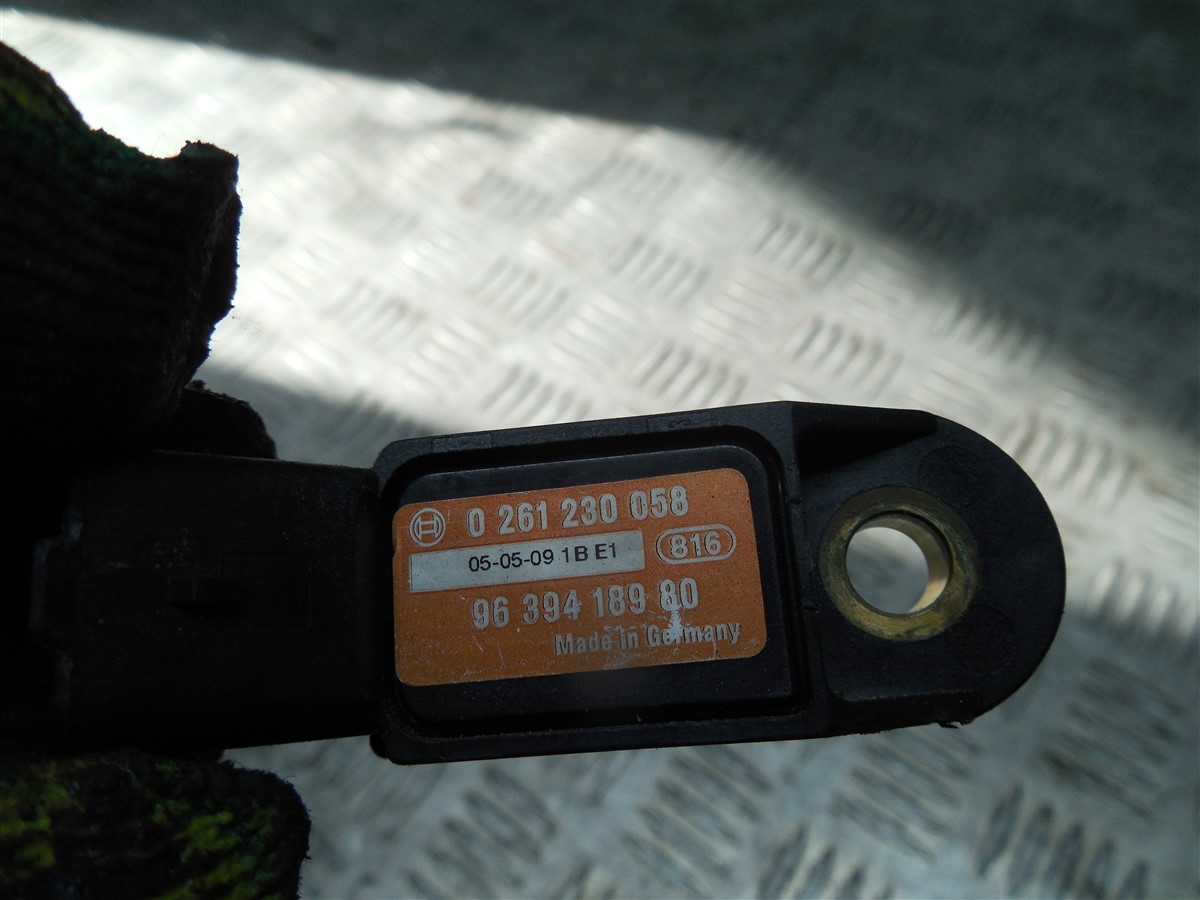 0 261 230 058
05-05-09 1B E1
816
96 394 189 80
Made in Germany